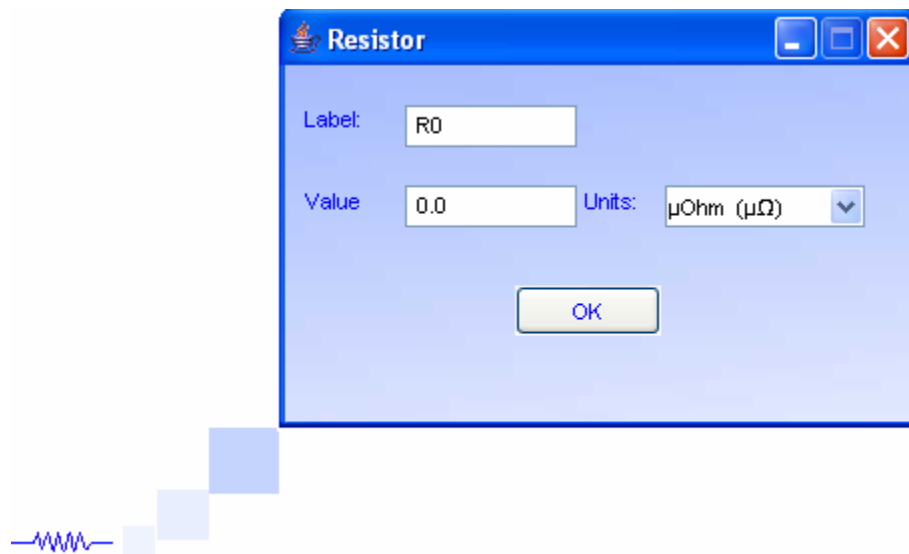 Resistor
Label: R0
Value 0.0 Units: µOhm (µΩ)
OK